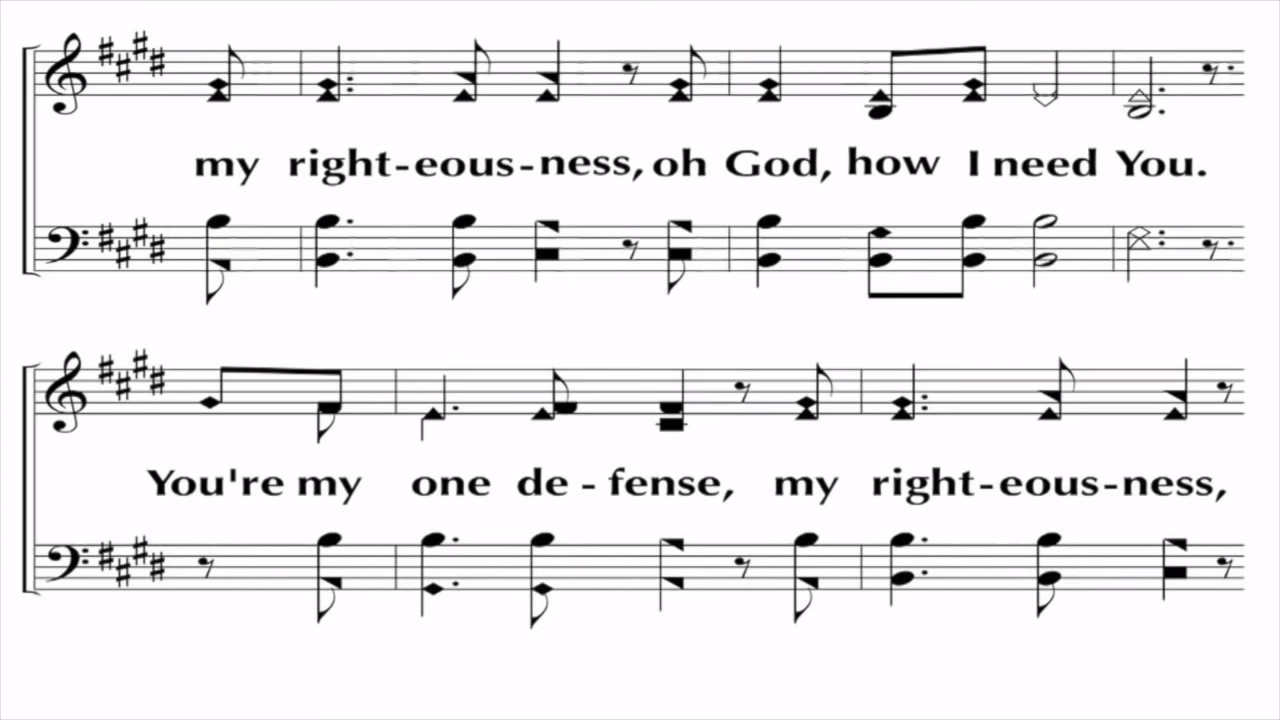 my right-eous-ness, oh God, how I need You.
You're my one de - fense, my right-eous-ness,